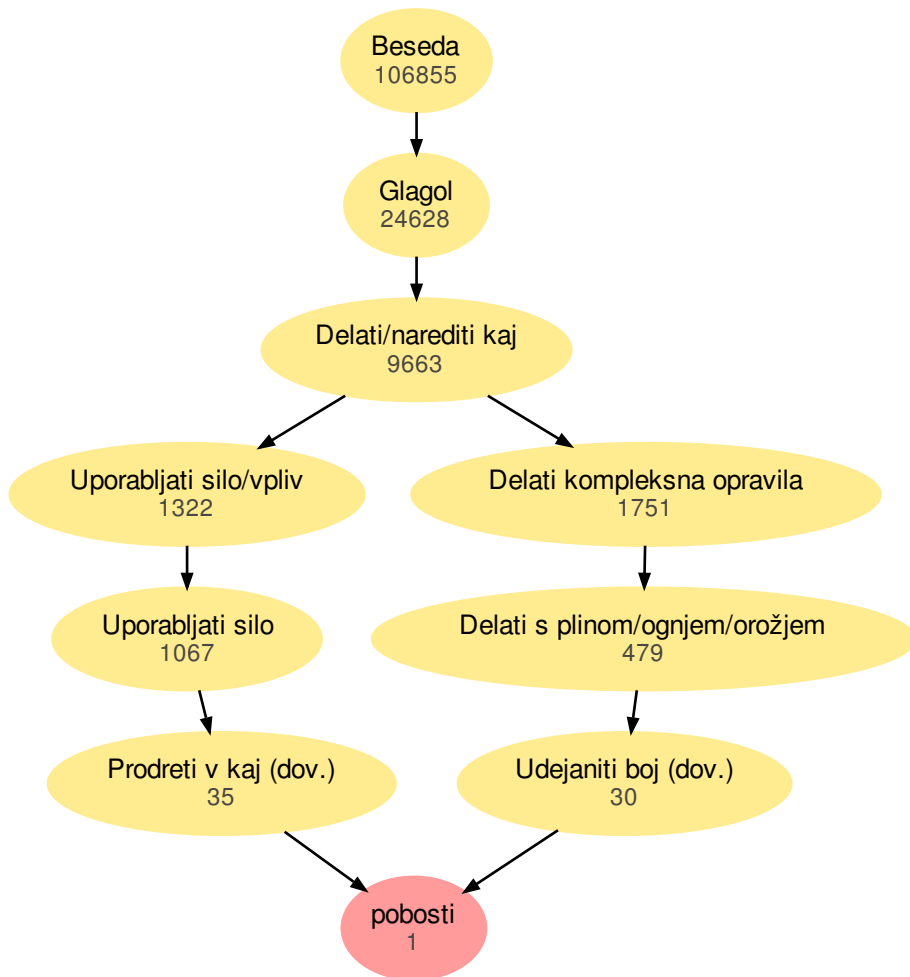 Beseda
106855
Glagol
24628
Delati/narediti kaj
9663
Uporabljati silo/vpliv
1322
Delati kompleksna opravila
1751
Uporabljati silo
1067
Delati s plinom/ognjem/orožjem
479
Prodreti v kaj (dov.)
35
Udejaniti boj (dov.)
30
pobosti
1